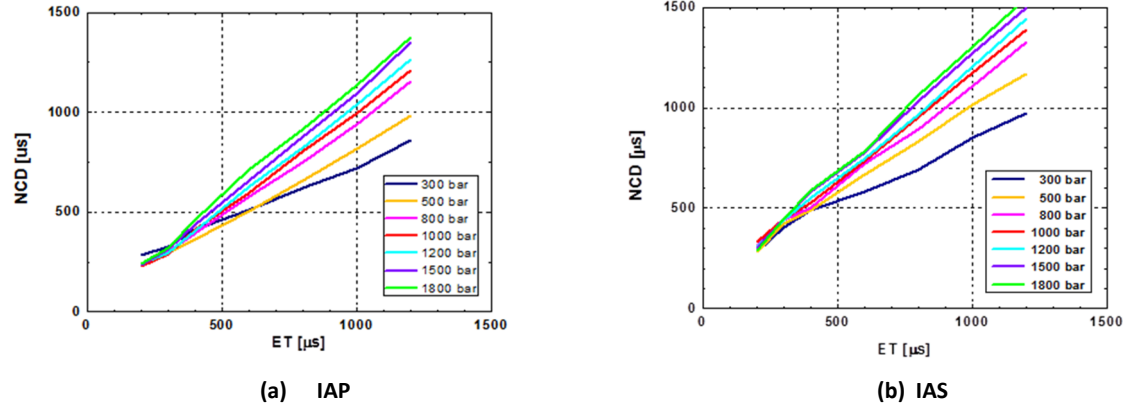 1500
1000
500
0
NCD [us]
0
500
1000
1500
ET [µs]
300 bar
500 bar
800 bar
1000 bar
1200 bar
1500 bar
1800 bar
(a) IAP
1500
1000
500
0
NCD [µs]
0
500
1000
1500
ET [µs]
300 bar
500 bar
800 bar
1000 bar
1200 bar
1500 bar
1800 bar
(b) IAS